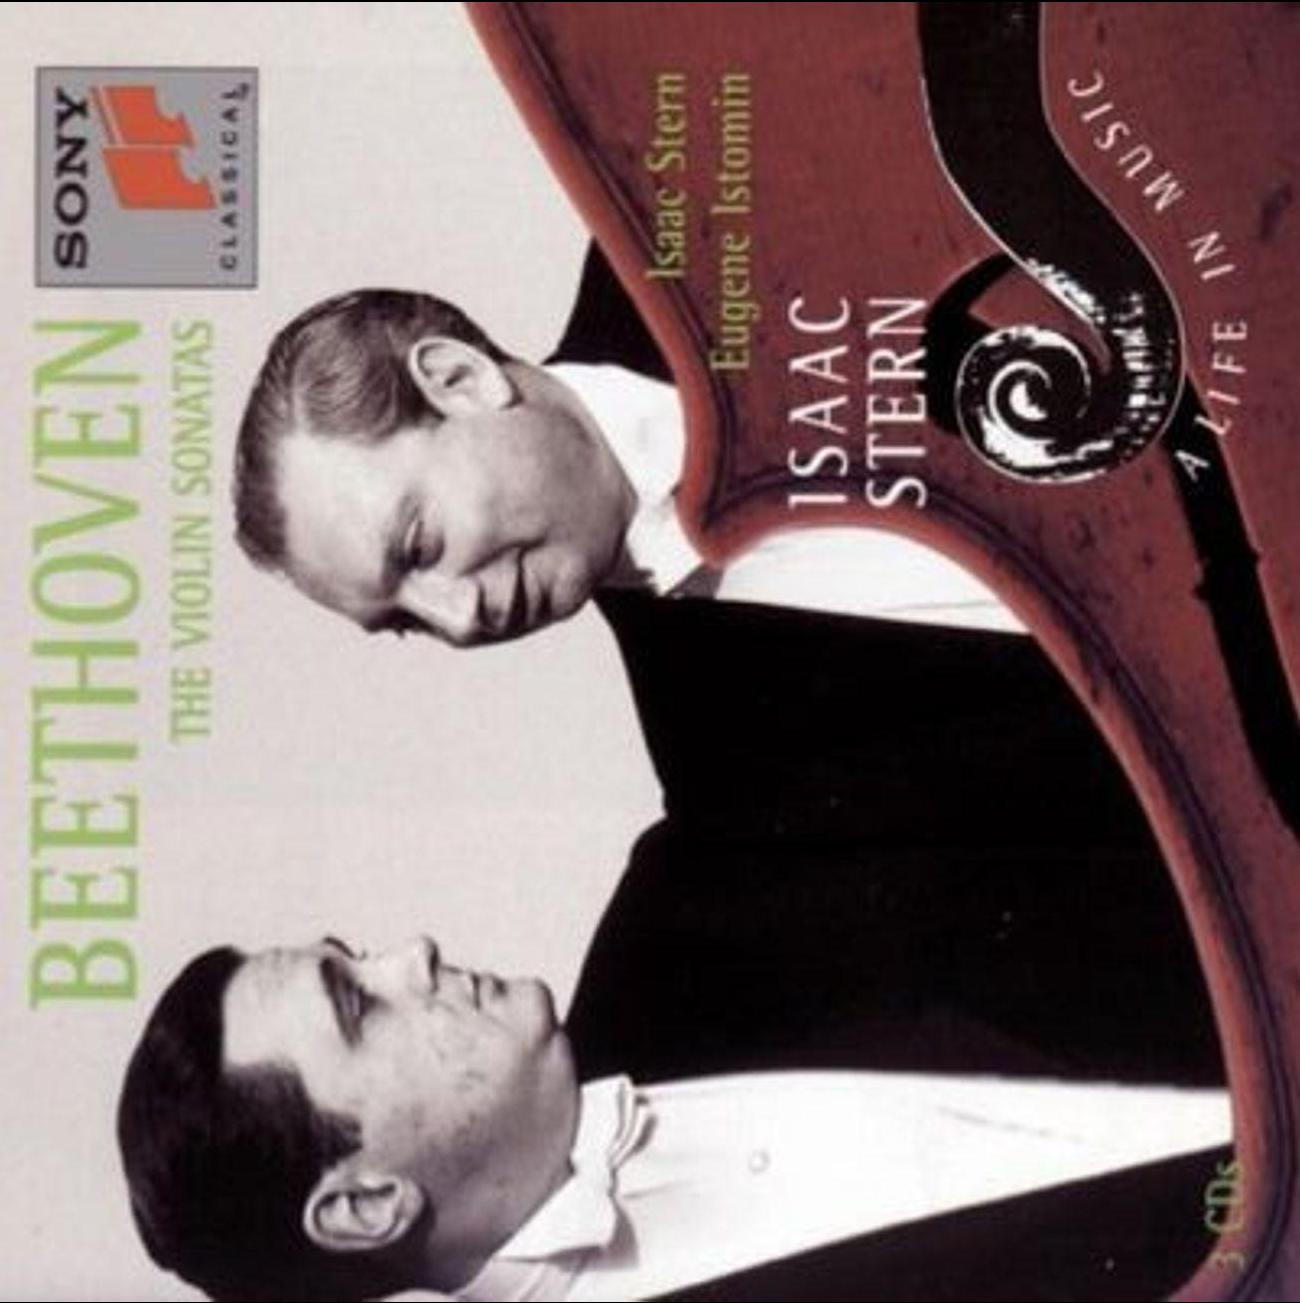 SONY
CLASSICAL
BEETHOVEN
THE VIOLIN SONATAS
Isaac Stern
Eugene Istomin
ISAAC
STERN
A LIFE IN MUSIC
3 CDs